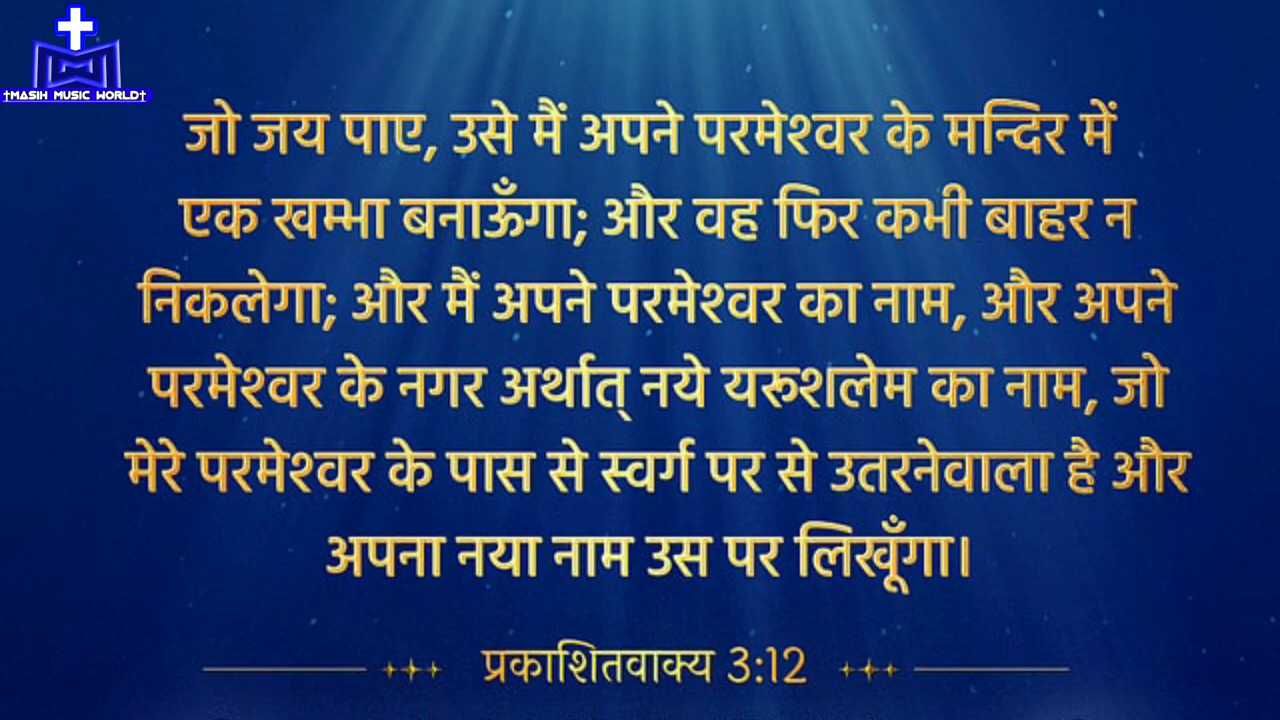 †MASIH MUSIC WORLD†
जो जय पाए, उसे मैं अपने परमेश्वर के मन्दिर में
एक खम्भा बनाऊँगा; और वह फिर कभी बाहर न
निकलेगा; और मैं अपने परमेश्वर का नाम, और अपने
परमेश्वर के नगर अर्थात् नये यरूशलेम का नाम, जो
मेरे परमेश्वर के पास से स्वर्ग पर से उतरनेवाला है और
अपना नया नाम उस पर लिखूँगा।
प्रकाशितवाक्य 3:12